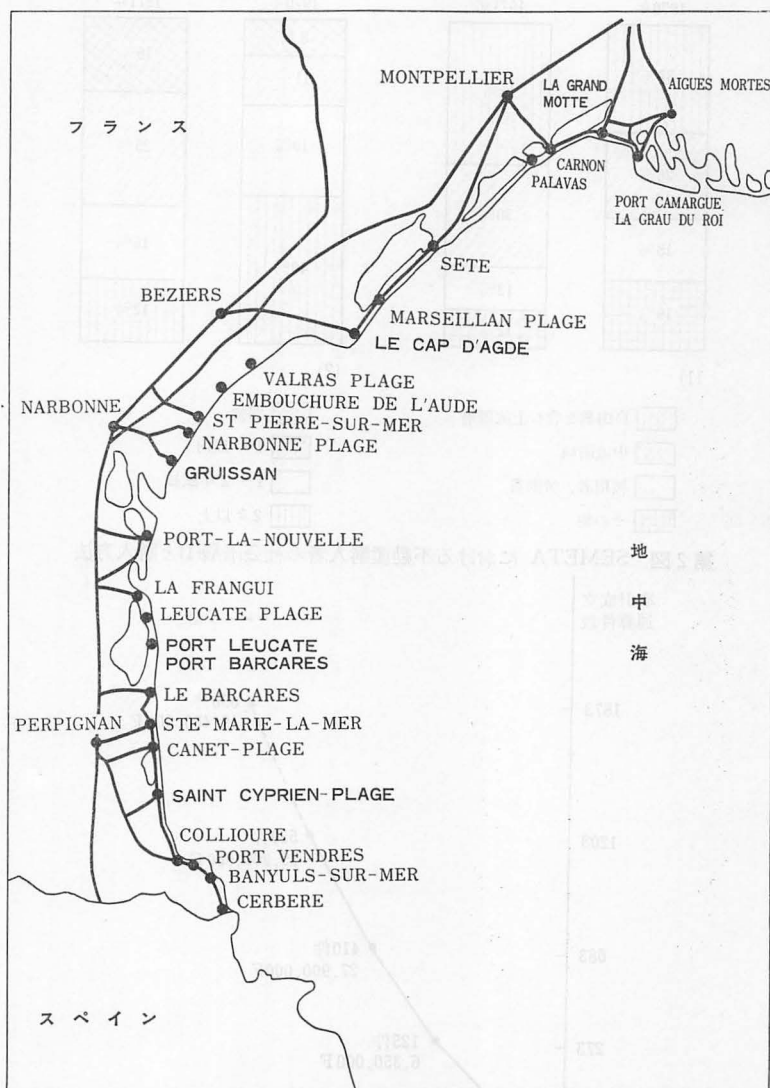 MONTPELLIER
LA GRAND
MOTTE
AIGUES MORTES
フランス
CARNON
PALAVAS
PORT CAMARGUE
LA GRAU DU ROI
SETE
BEZIERS
MARSEILLAN PLAGE
LE CAP D'AGDE
VALRAS PLAGE
EMBOUCHURE DE L'AUDE
NARBONNE
ST PIERRE-SUR-MER
NARBONNE PLAGE
GRUISSAN
PORT-LA-NOUVELLE
地中海
LA FRANGUI
LEUCATE PLAGE
PORT LEUCATE
PORT BARCARES
LE BARCARES
PERPIGNAN
STE-MARIE-LA-MER
CANET-PLAGE
SAINT CYPRIEN-PLAGE
COLLIOURE
PORT VENDRES
BANYULS-SUR-MER
CERBERE
スペイン